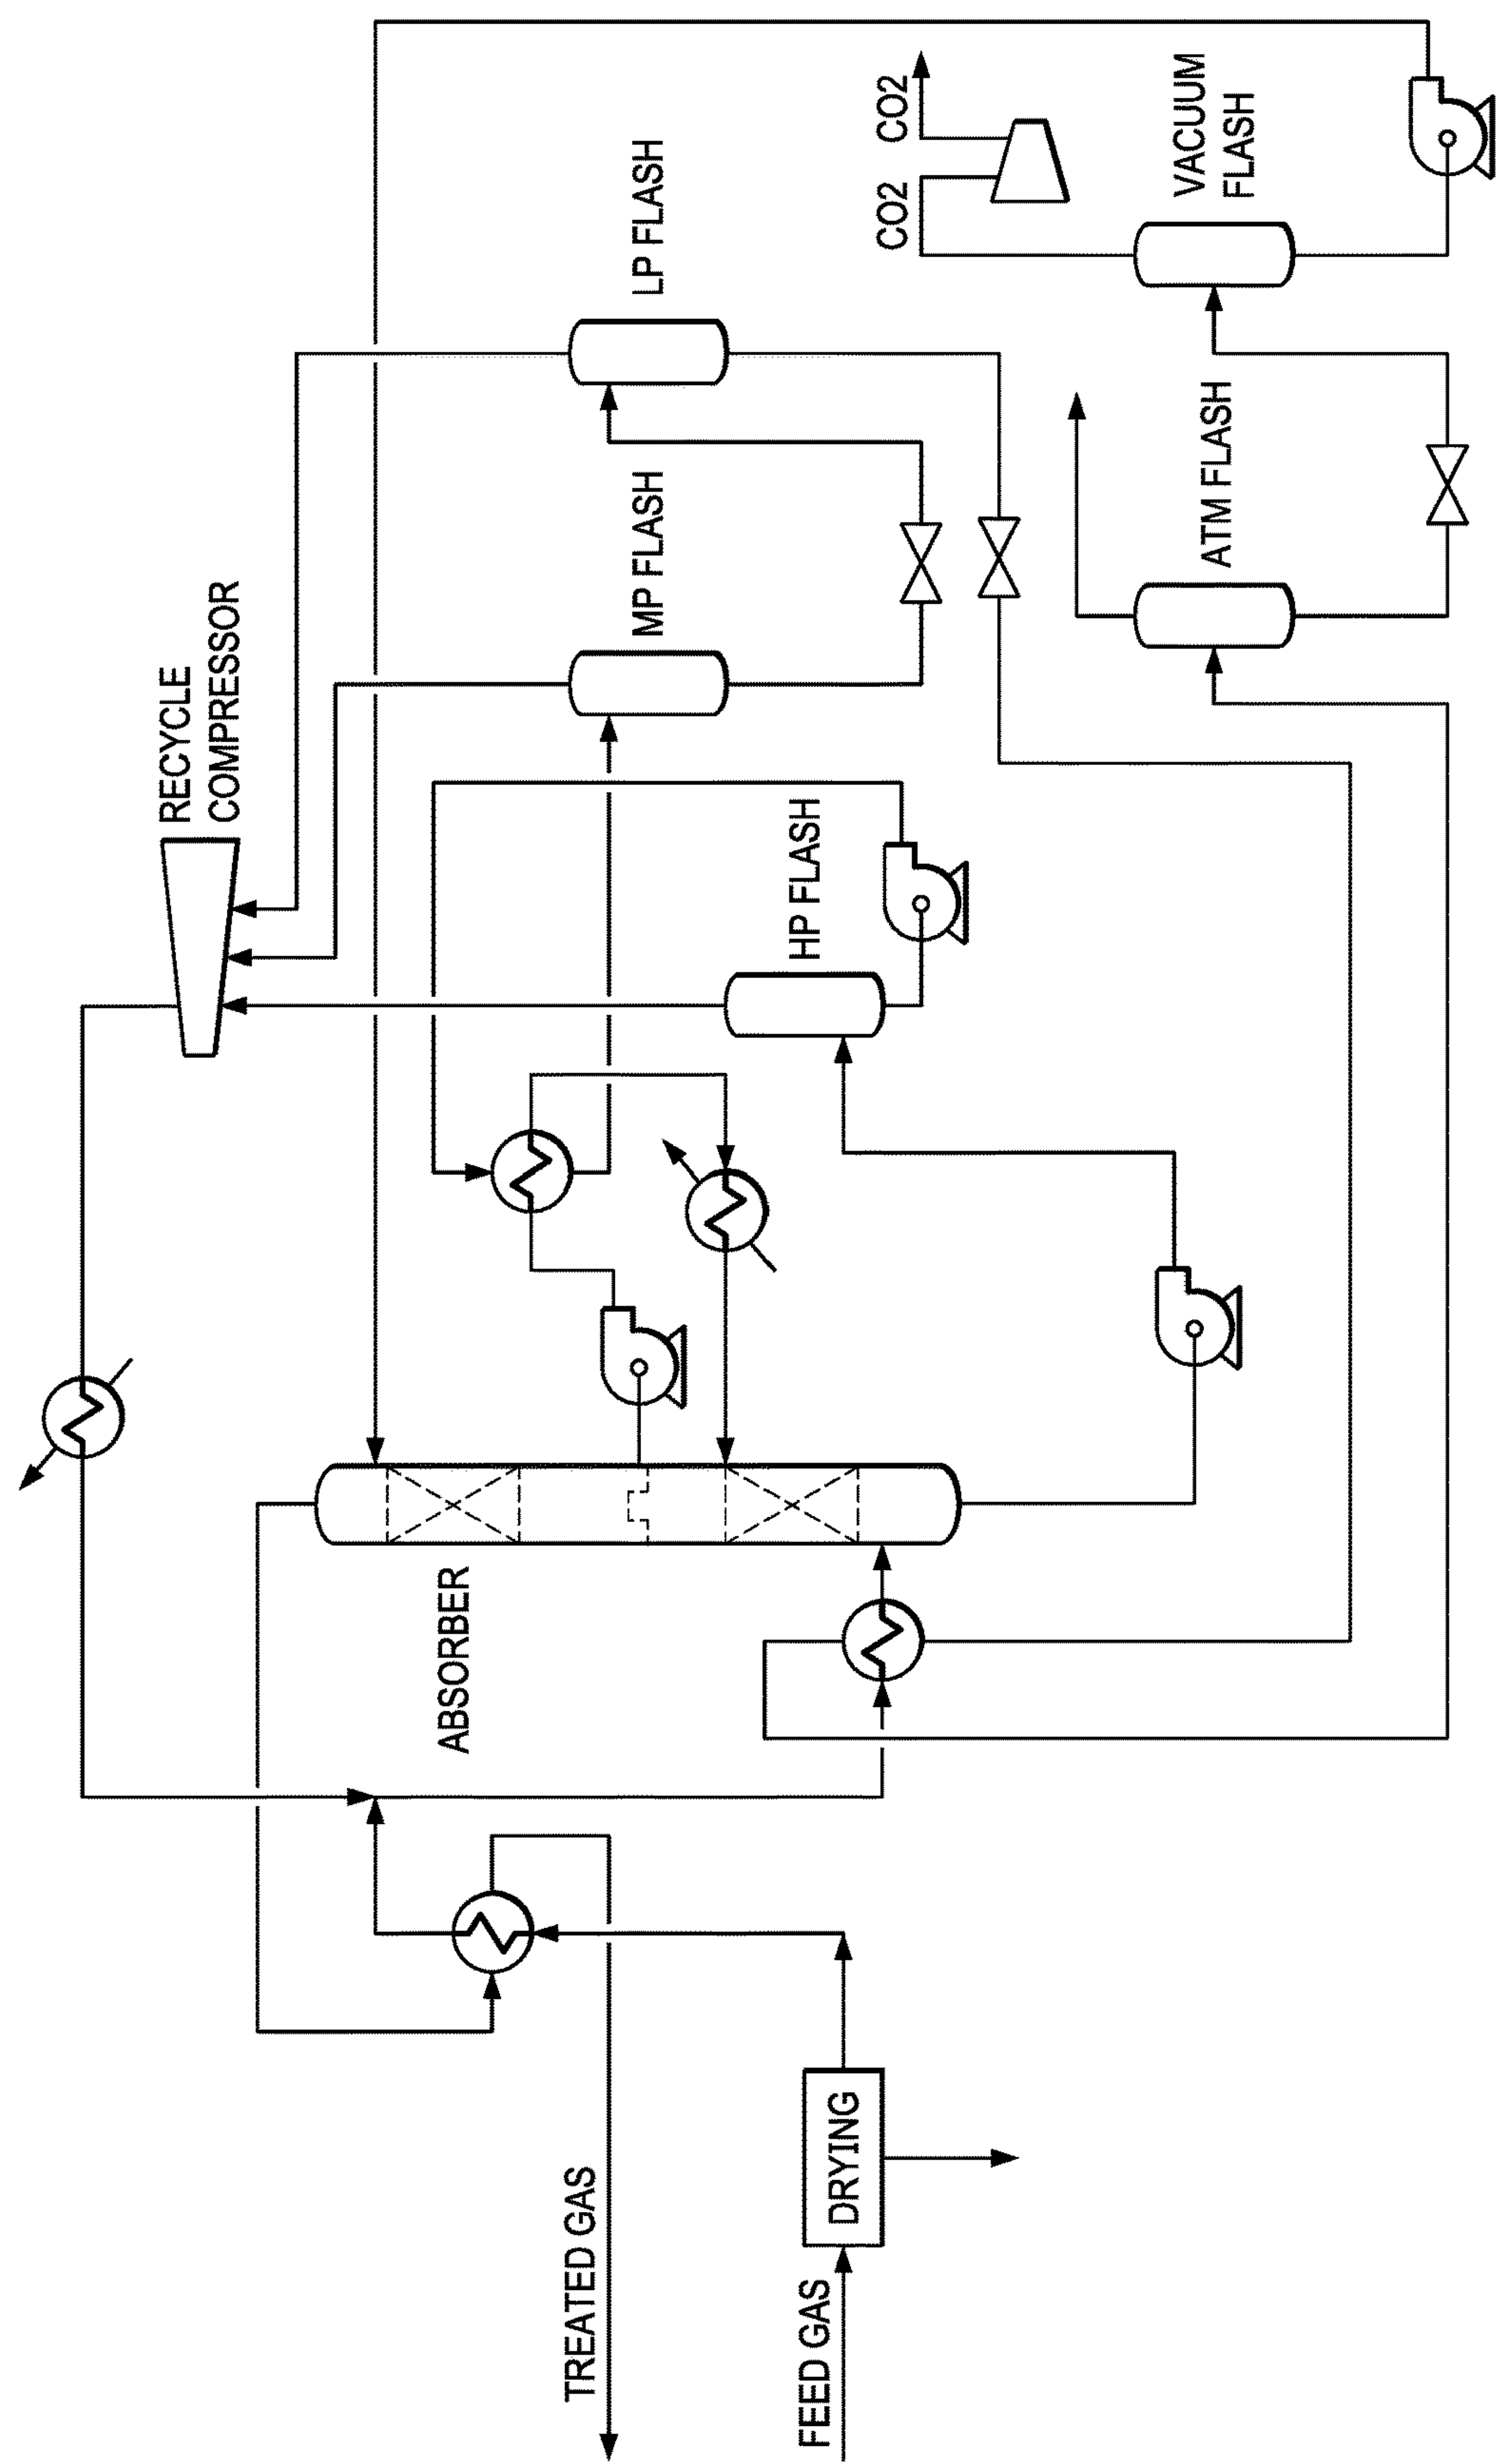 RECYCLE
COMPRESSOR
LP FLASH
MP FLASH
HP FLASH
CO2
CO2
VACUUM
FLASH
ATM FLASH
ABSORBER
TREATED GAS
FEED GAS
DRYING